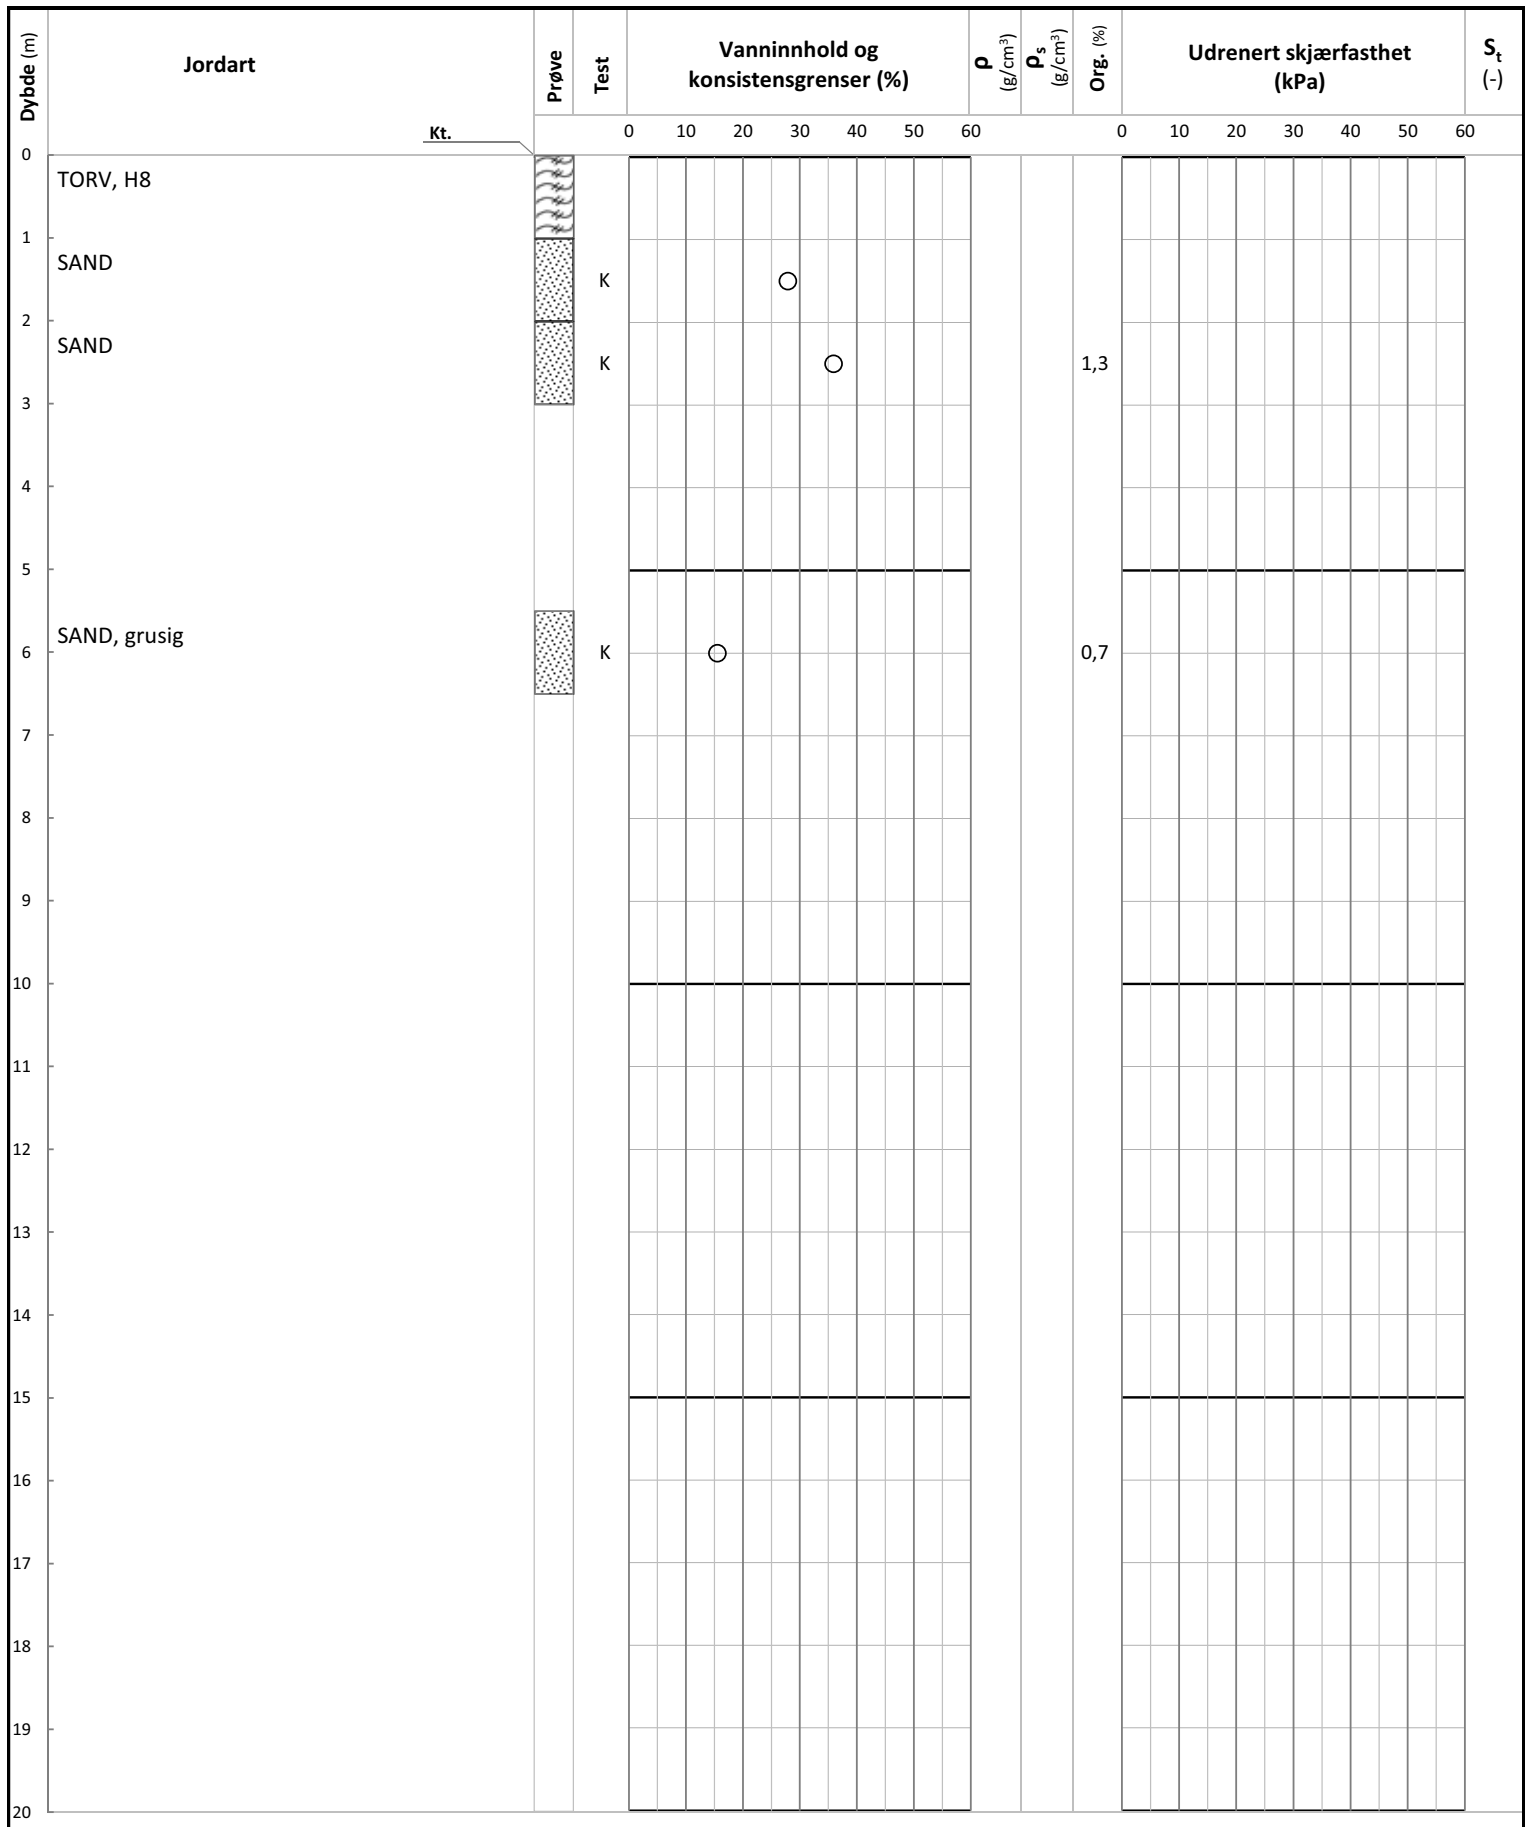 Dybde (m)
Jordart
Kt.
Prøve
Test
Vanninnhold og
konsistensgrenser (%)
ρ
(g/cm³)
ρs
(g/cm³)
Org. (%)
Udrenert skjærfasthet
(kPa)
St
(-)
0 10 20 30 40 50 60
0 10 20 30 40 50 60
0
TORV, H8
1
SAND
K
2
SAND
K 1,3
3
4
5
SAND, grusig
6 K 0,7
7
8
9
10
11
12
13
14
15
16
17
18
19
20